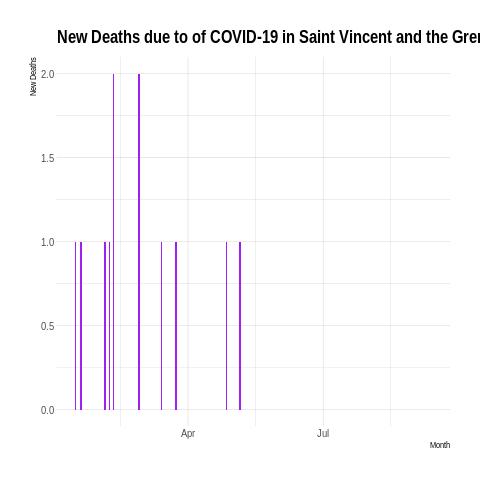 New Deaths due to of COVID-19 in Saint Vincent and the
New Deaths
2.0
1.5
1.0
0.5
0.0
Apr
Jul
Month